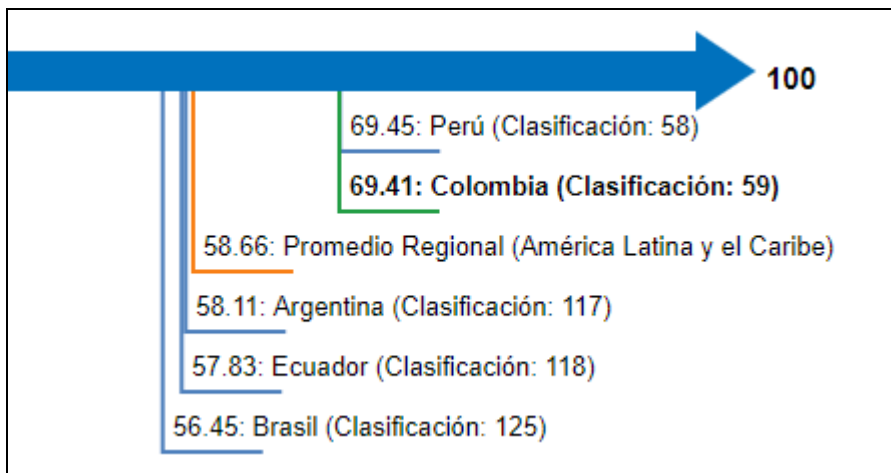 100
69.45: Perú (Clasificación: 58)
69.41: Colombia (Clasificación: 59)
58.66: Promedio Regional (América Latina y el Caribe)
58.11: Argentina (Clasificación: 117)
57.83: Ecuador (Clasificación: 118)
56.45: Brasil (Clasificación: 125)